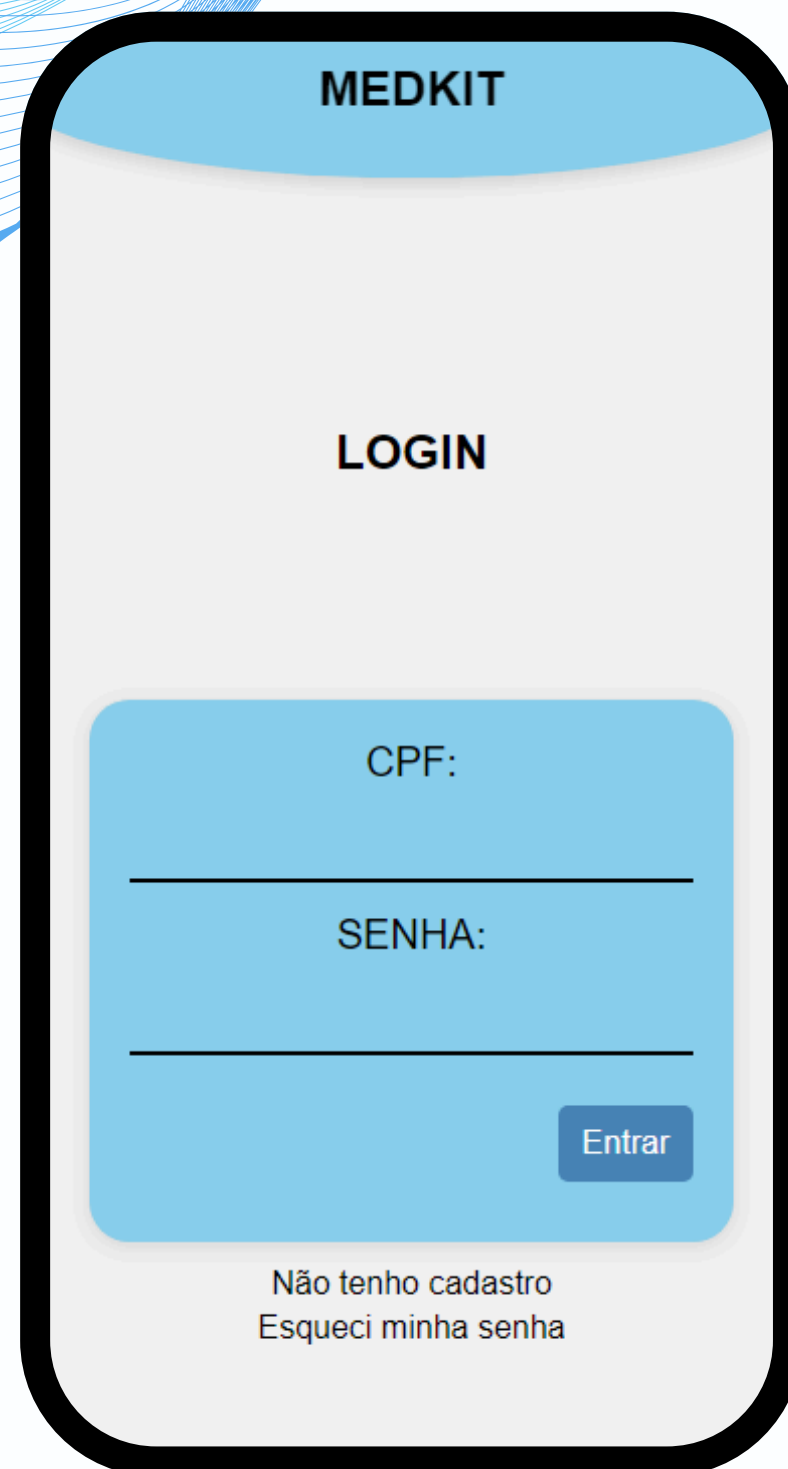 MEDKIT
LOGIN
CPF:
SENHA:
Entrar
Não tenho cadastro
Esqueci minha senha